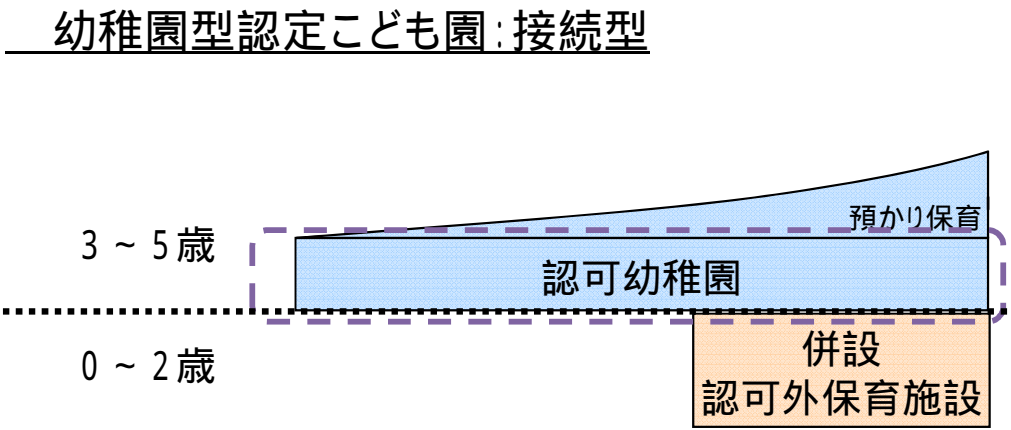 幼稚園型認定こども園:接続型
預かり保育
3 ~ 5歳
認可幼稚園
0 ~ 2歳
併設
認可外保育施設